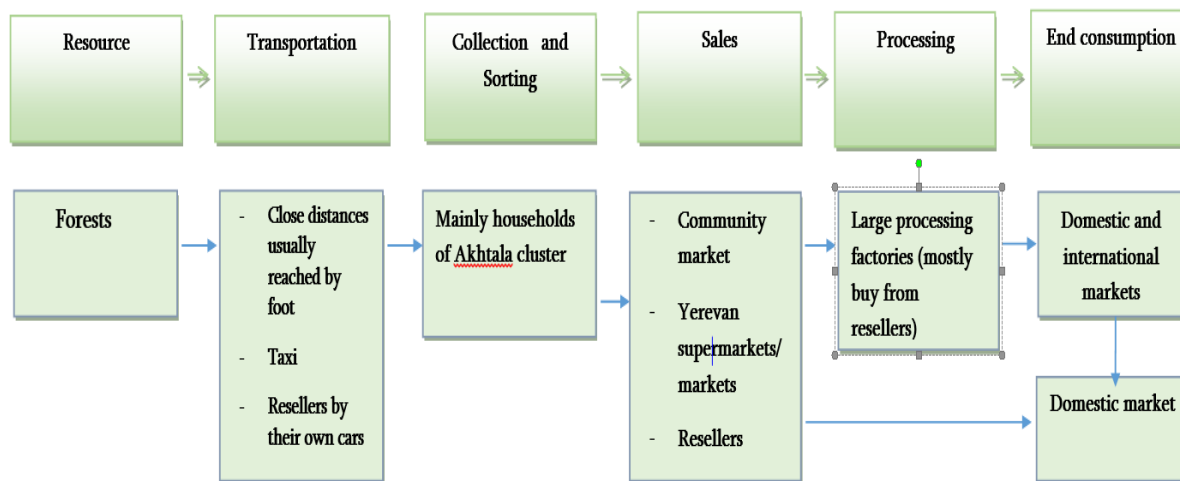 Resource
Transportation
Collection and
Sorting
Sales
Processing
End consumption
Forests
- Close distances
usually
reached by
foot
- Taxi
- Resellers by
their own cars
Mainly households
of Akhtala cluster
- Community
market
- Yerevan
supermarkets/
markets
- Resellers
Large processing
factories (mostly
buy from
resellers)
Domestic and
international
markets
Domestic market